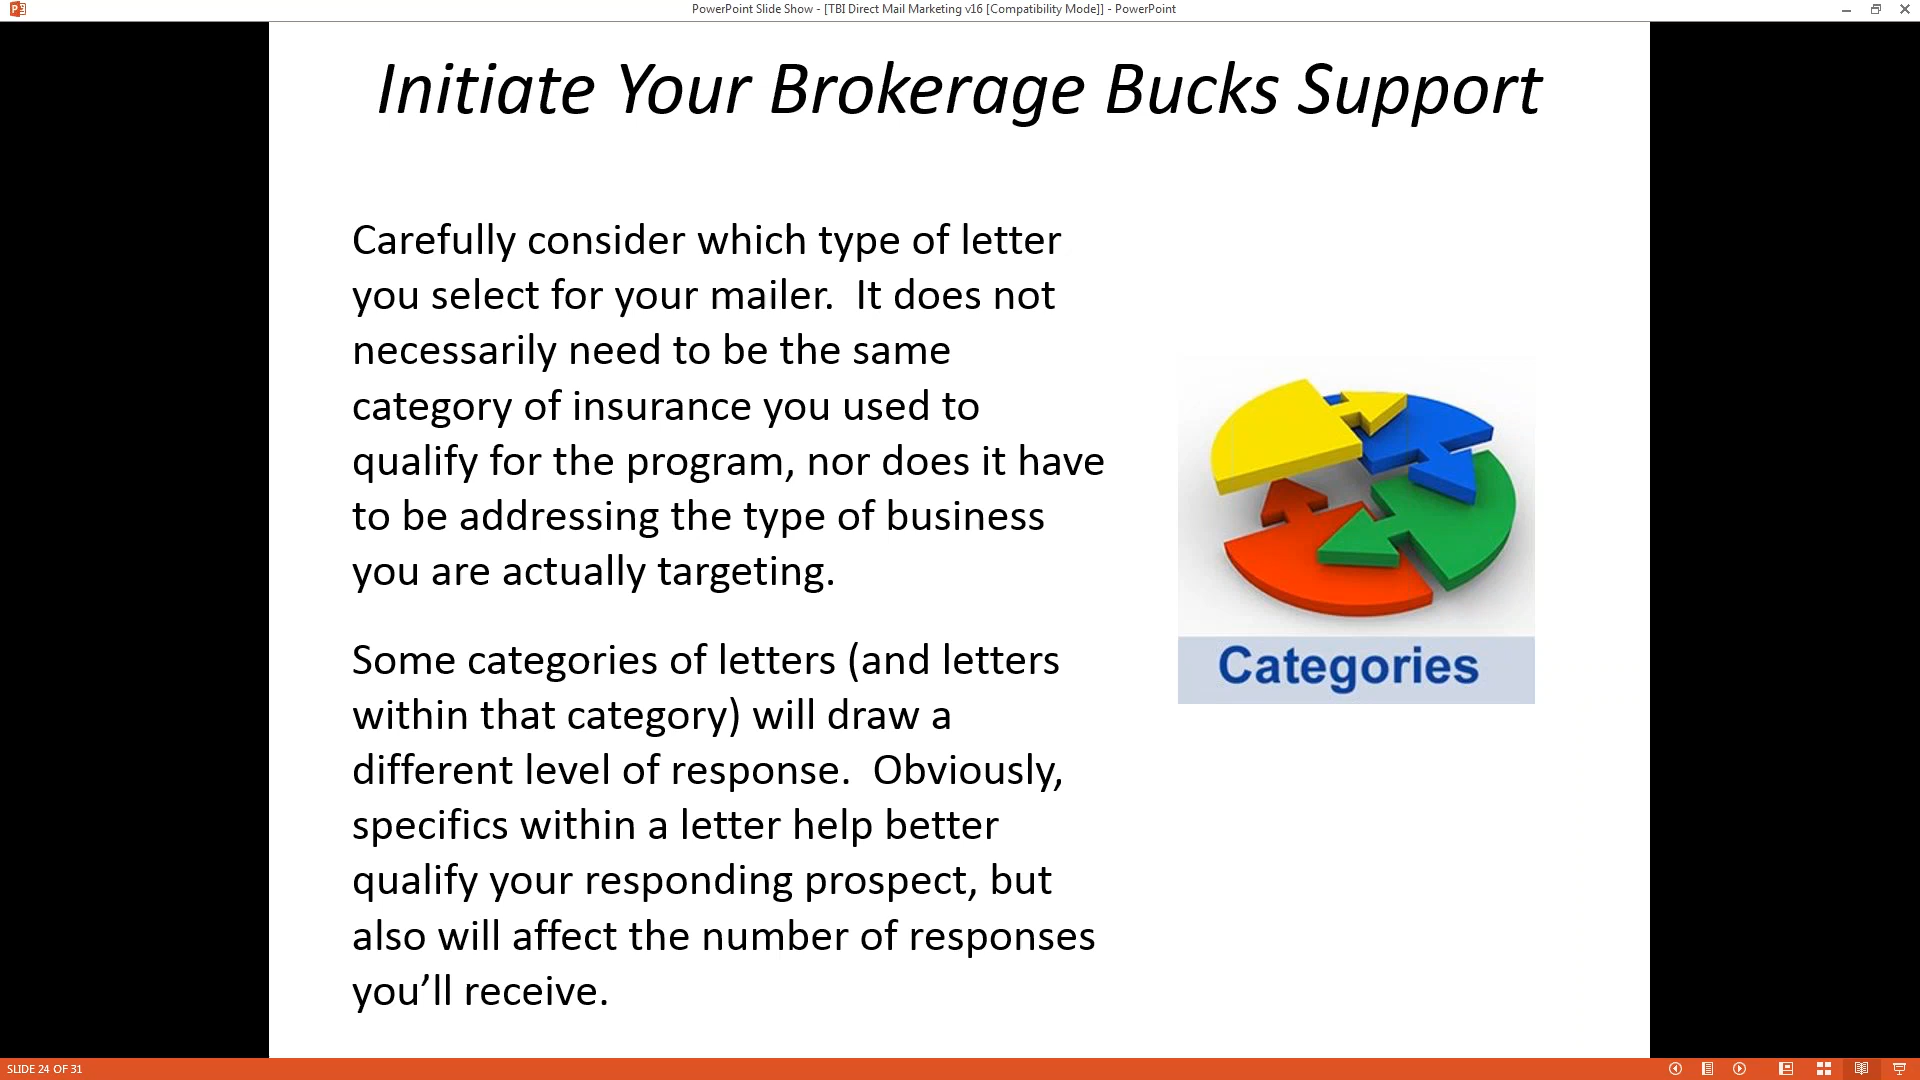 PowerPoint Slide Show - [TBI Direct Mail Marketing v16 [Compatibility Mode]] - PowerPoint
Initiate Your Brokerage Bucks Support
Carefully consider which type of letter
you select for your mailer.  It does not
necessarily need to be the same
category of insurance you used to
qualify for the program, nor does it have
to be addressing the type of business
you are actually targeting.
Some categories of letters (and letters
within that category) will draw a
different level of response.  Obviously,
specifics within a letter help better
qualify your responding prospect, but
also will affect the number of responses
you’ll receive.
Categories
SLIDE 24 OF 31